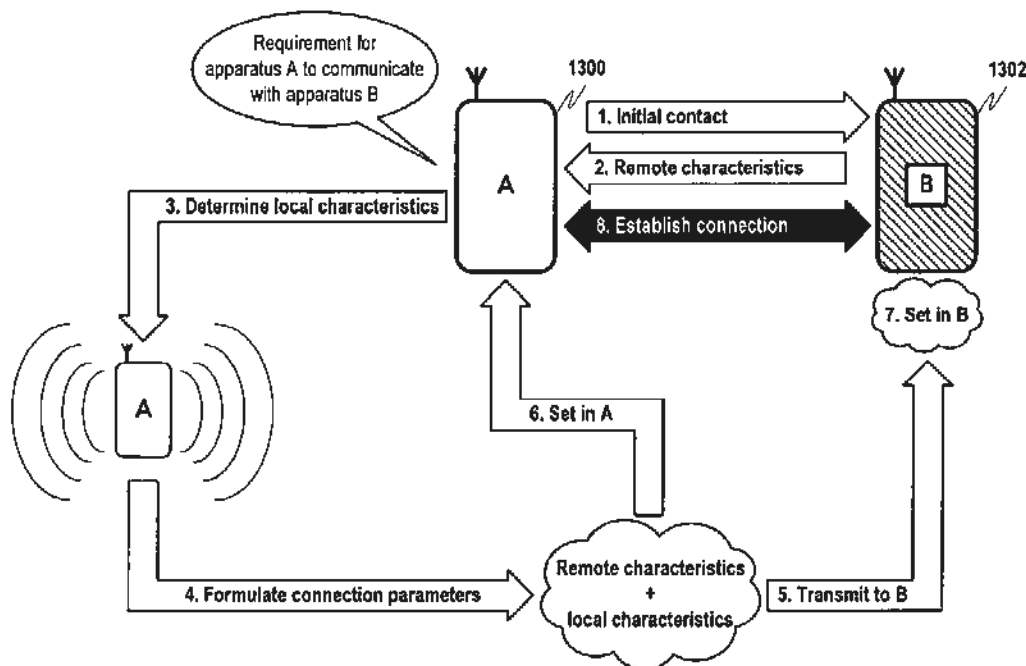 Requirement for
apparatus A to communicate
with apparatus B
1300
1302
A
B
1. Initial contact
2. Remote characteristics
8. Establish connection
3. Determine local characteristics
7. Set in B
A
6. Set in A
4. Formulate connection parameters
Remote characteristics
+
local characteristics
5. Transmit to B